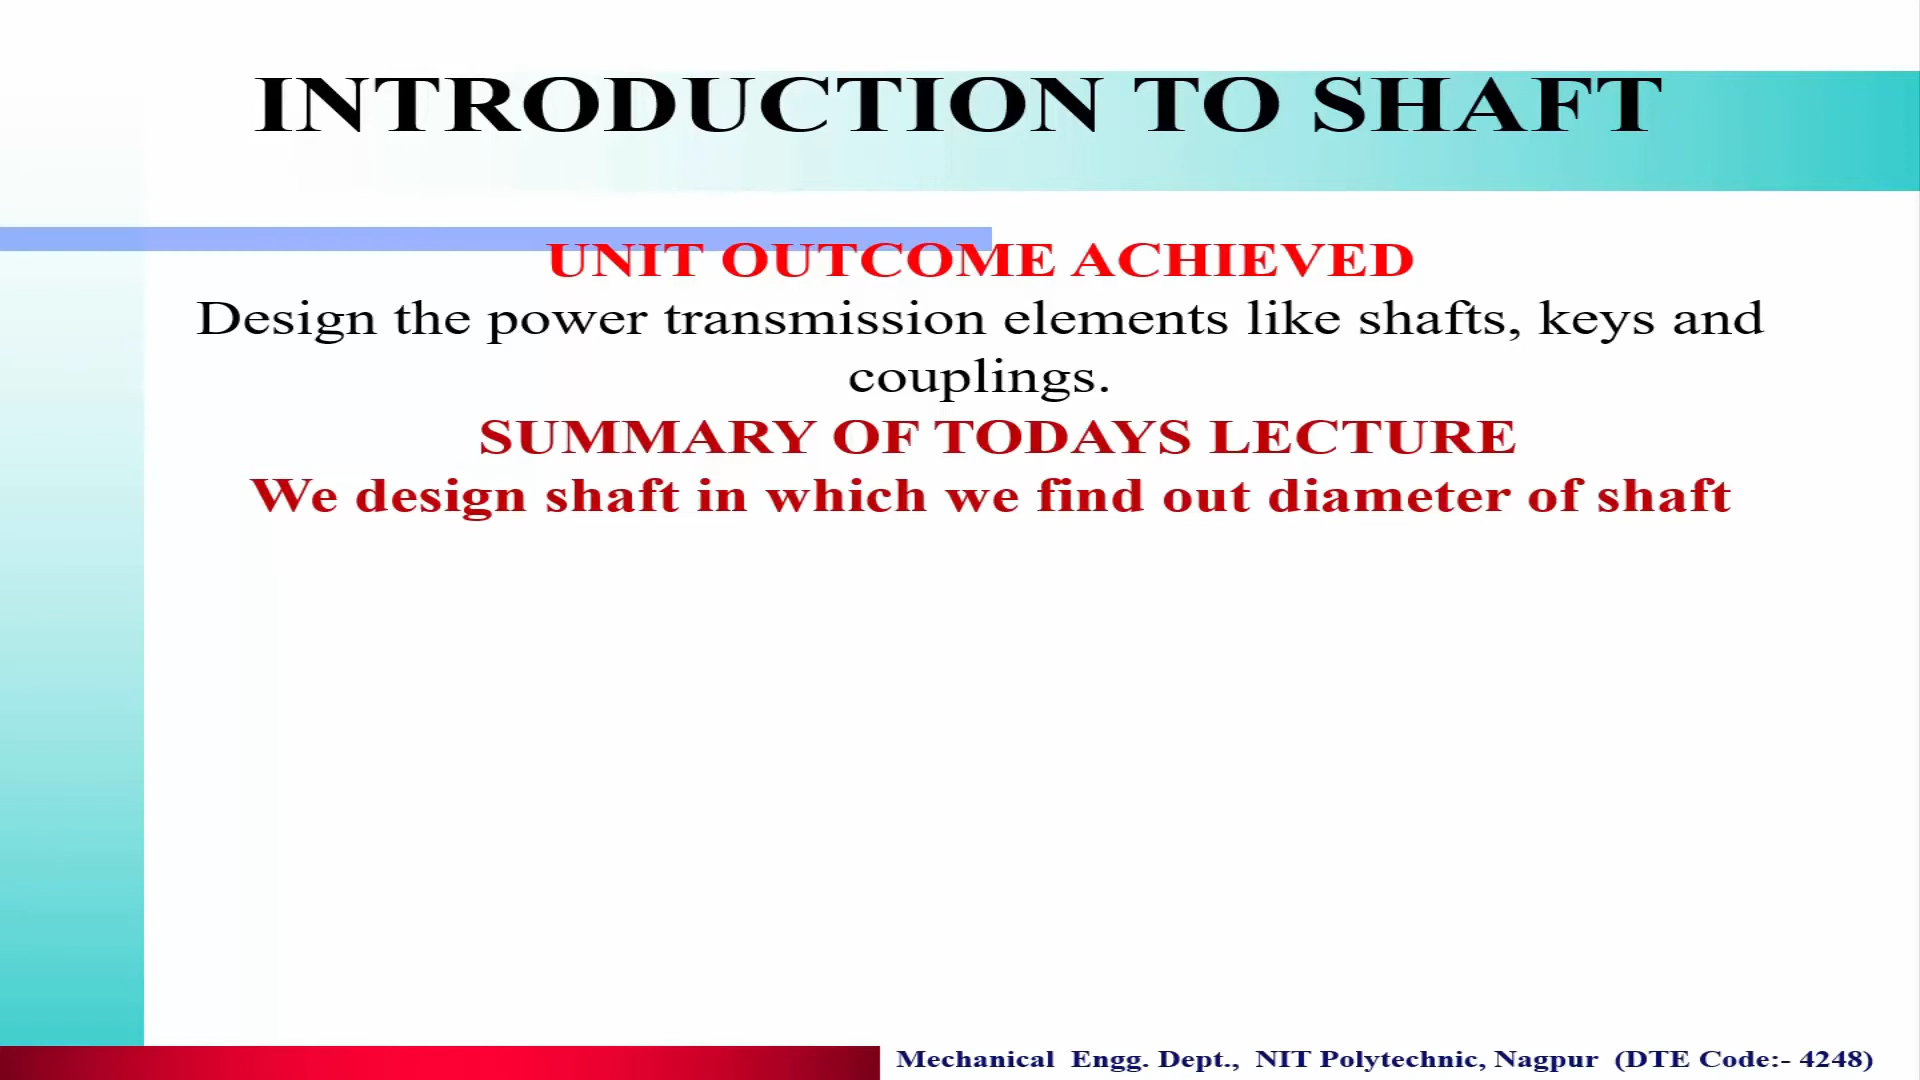 INTRODUCTION TO SHAFT
UNIT OUTCOME ACHIEVED
Design the power transmission elements like shafts, keys and
couplings.
SUMMARY OF TODAYS LECTURE
We design shaft in which we find out diameter of shaft
Mechanical Engg. Dept., NIT Polytechnic, Nagpur (DTE Code:- 4248)